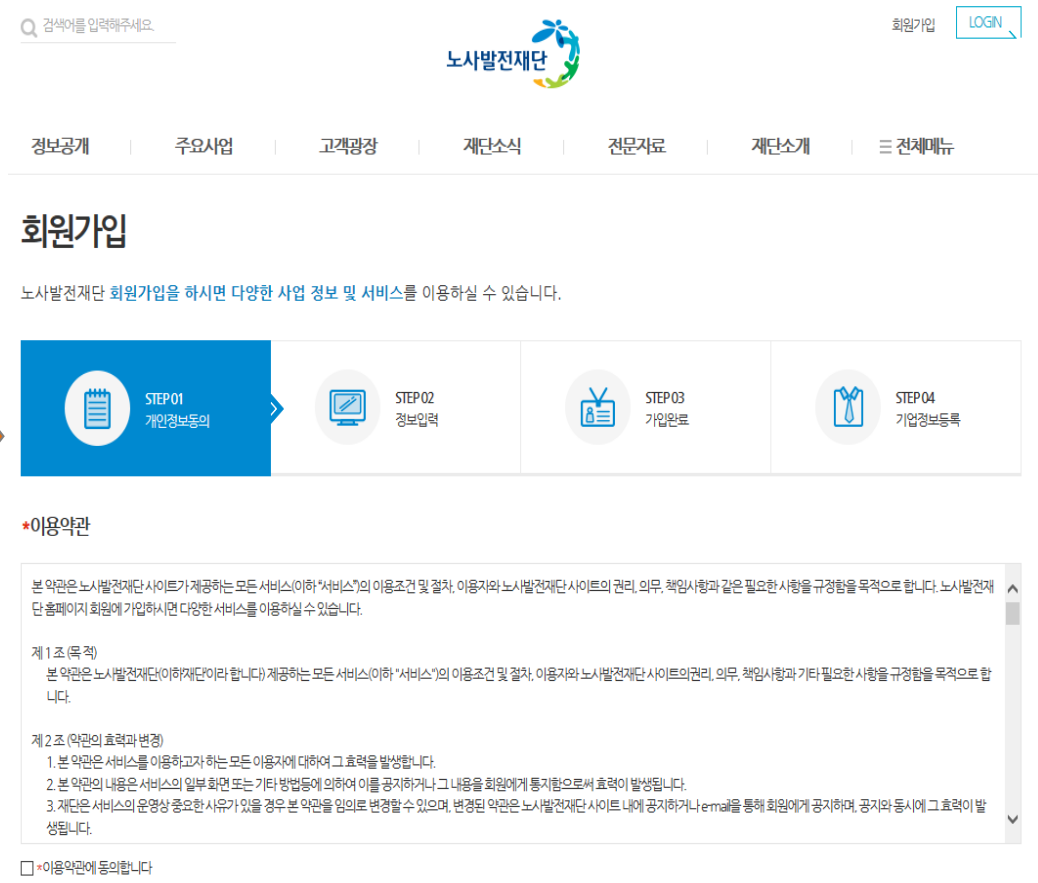 검색어를 입력해주세요.
회원가입
LOGIN
노사발전재단
정보공개
주요사업
고객광장
재단소식
전문자료
재단소개
전체메뉴
회원가입
노사발전재단 회원가입을 하시면 다양한 사업 정보 및 서비스를 이용하실 수 있습니다.
STEP 01
개인정보동의
STEP 02
정보입력
STEP 03
가입완료
STEP 04
기업정보등록
*이용약관
본 약관은 노사발전재단 사이트가 제공하는 모든 서비스(이하 "서비스")의 이용조건 및 절차, 이용자와 노사발전재단 사이트의 권리, 의무, 책임사항과 같은 필요한 사항을 규정함을 목적으로 합니다. 노사발전재
단 홈페이지 회원에 가입하시면 다양한 서비스를 이용하실 수 있습니다.
제 1 조 (목 적)
본 약관은 노사발전재단(이하'재단'이라 합니다) 제공하는 모든 서비스(이하 "서비스")의 이용조건 및 절차, 이용자와 노사발전재단 사이트의권리, 의무, 책임사항과 기타 필요한 사항을 규정함을 목적으로 합
니다.
제 2 조 (약관의 효력과 변경)
1. 본 약관은 서비스를 이용하고자 하는 모든 이용자에 대하여 그 효력을 발생합니다.
2. 본 약관의 내용은 서비스의 일부 화면 또는 기타 방법등에 의하여 이를 공지하거나 그 내용을 회원에게 통지함으로써 효력이 발생됩니다.
3. 재단은 서비스의 운영상 중요한 사유가 있을 경우 본 약관을 임의로 변경할 수 있으며, 변경된 약관은 노사발전재단 사이트 내에 공지하거나 e-mail을 통해 회원에게 공지하며, 공지와 동시에 그 효력이 발
생됩니다.
*이용약관에 동의합니다